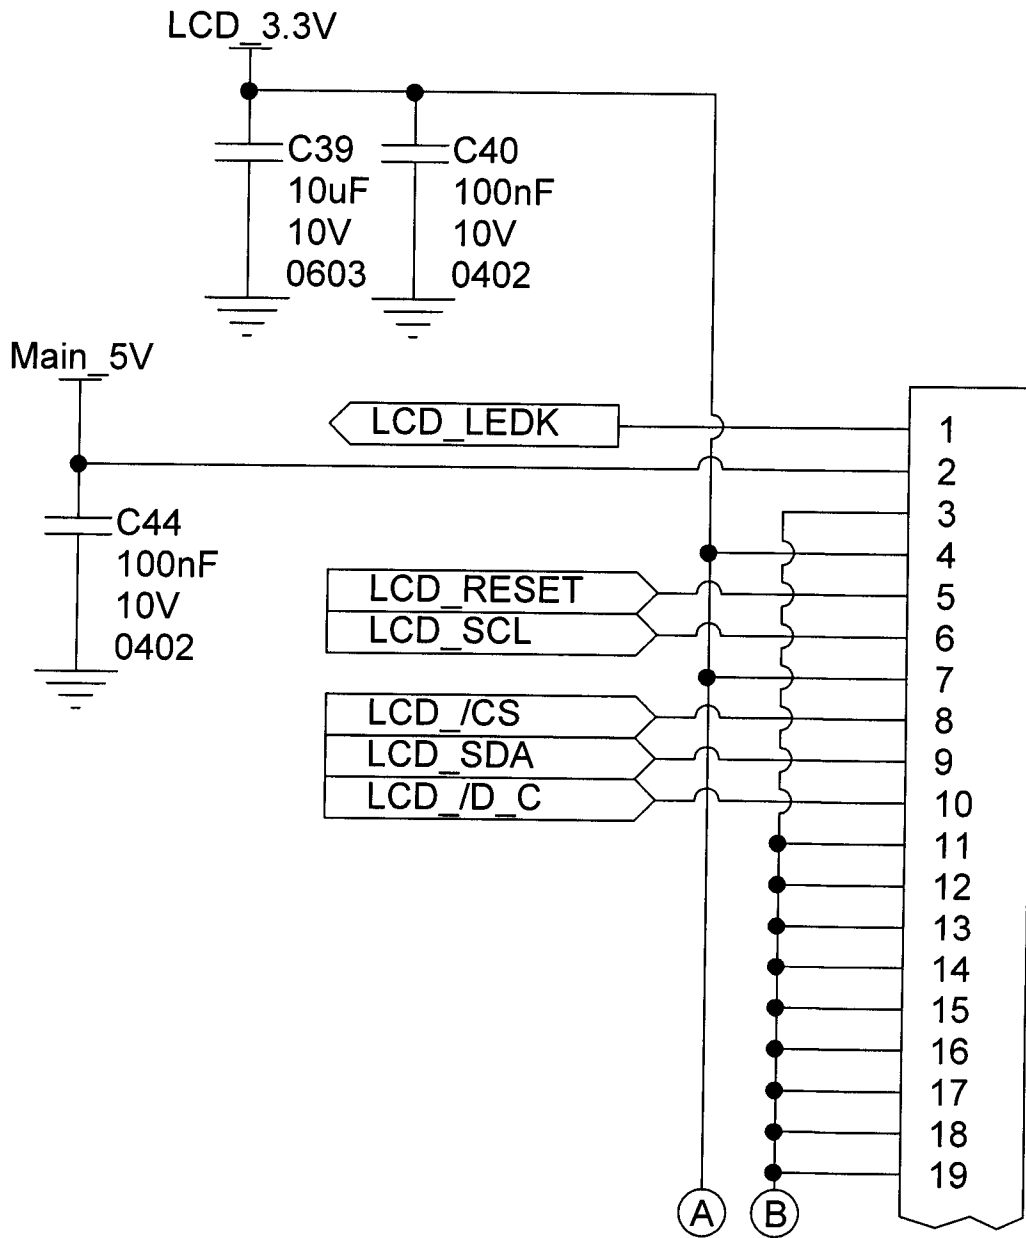 LCD_3.3V
C39
10uF
10V
0603
C40
100nF
10V
0402
Main_5V
C44
100nF
10V
0402
LCD_LEDK
LCD_RESET
LCD_SCL
LCD_/CS
LCD_SDA
LCD_/D_C
1
2
3
4
5
6
7
8
9
10
11
12
13
14
15
16
17
18
19
A
B